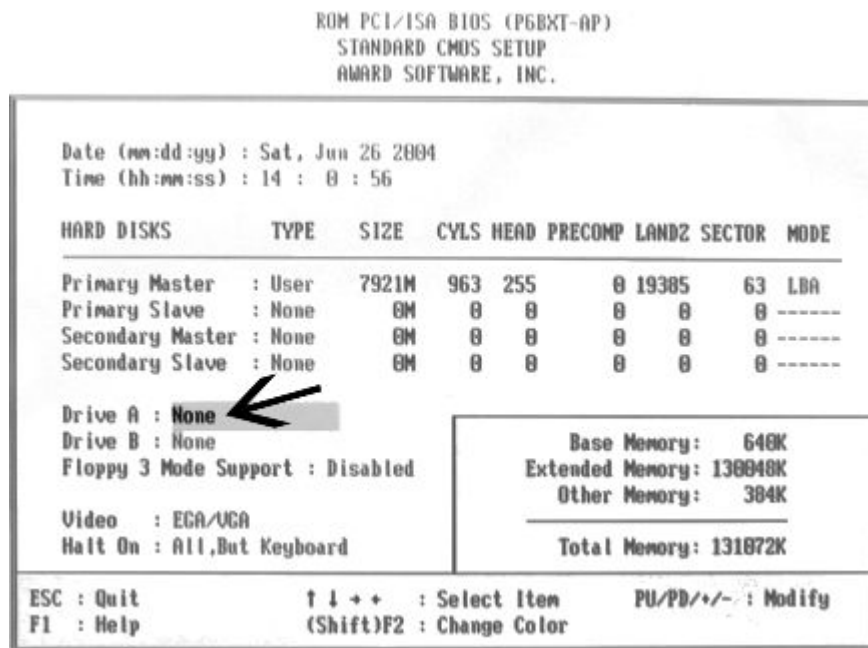 ROM PCI/ISA BIOS (P6BXT-AP)
STANDARD CMOS SETUP
AWARD SOFTWARE, INC.
Date (mm:dd:yy) : Sat, Jun 26 2004
Time (hh:mm:ss) : 14 : 0 : 56
HARD DISKS TYPE SIZE CYLS HEAD PRECOMP LANDZ SECTOR MODE
Primary Master : User 7921M 963 255 0 19385 63 LBA
Primary Slave : None 0M 0 0 0 0 0 ------
Secondary Master : None 0M 0 0 0 0 0 ------
Secondary Slave : None 0M 0 0 0 0 0 ------
Drive A : None
Drive B : None
Floppy 3 Mode Support : Disabled
Video : EGA/VGA
Halt On : All,But Keyboard
Base Memory: 640K
Extended Memory: 130048K
Other Memory: 384K
Total Memory: 131072K
ESC : Quit ↑ ↓ → ← : Select Item PU/PD/+/- : Modify
F1 : Help (Shift)F2 : Change Color